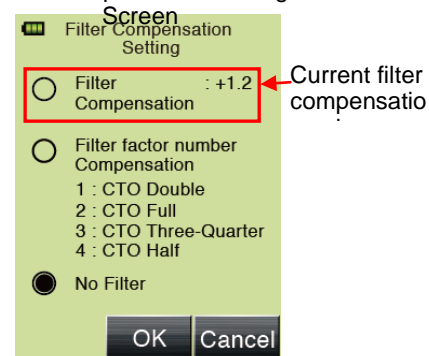 Screen
Filter Compensation
Setting
Filter : +1.2
Compensation
Current filter
compensatio
Filter factor number
Compensation
1 : CTO Double
2 : CTO Full
3 : CTO Three-Quarter
4 : CTO Half
No Filter
OK Cancel